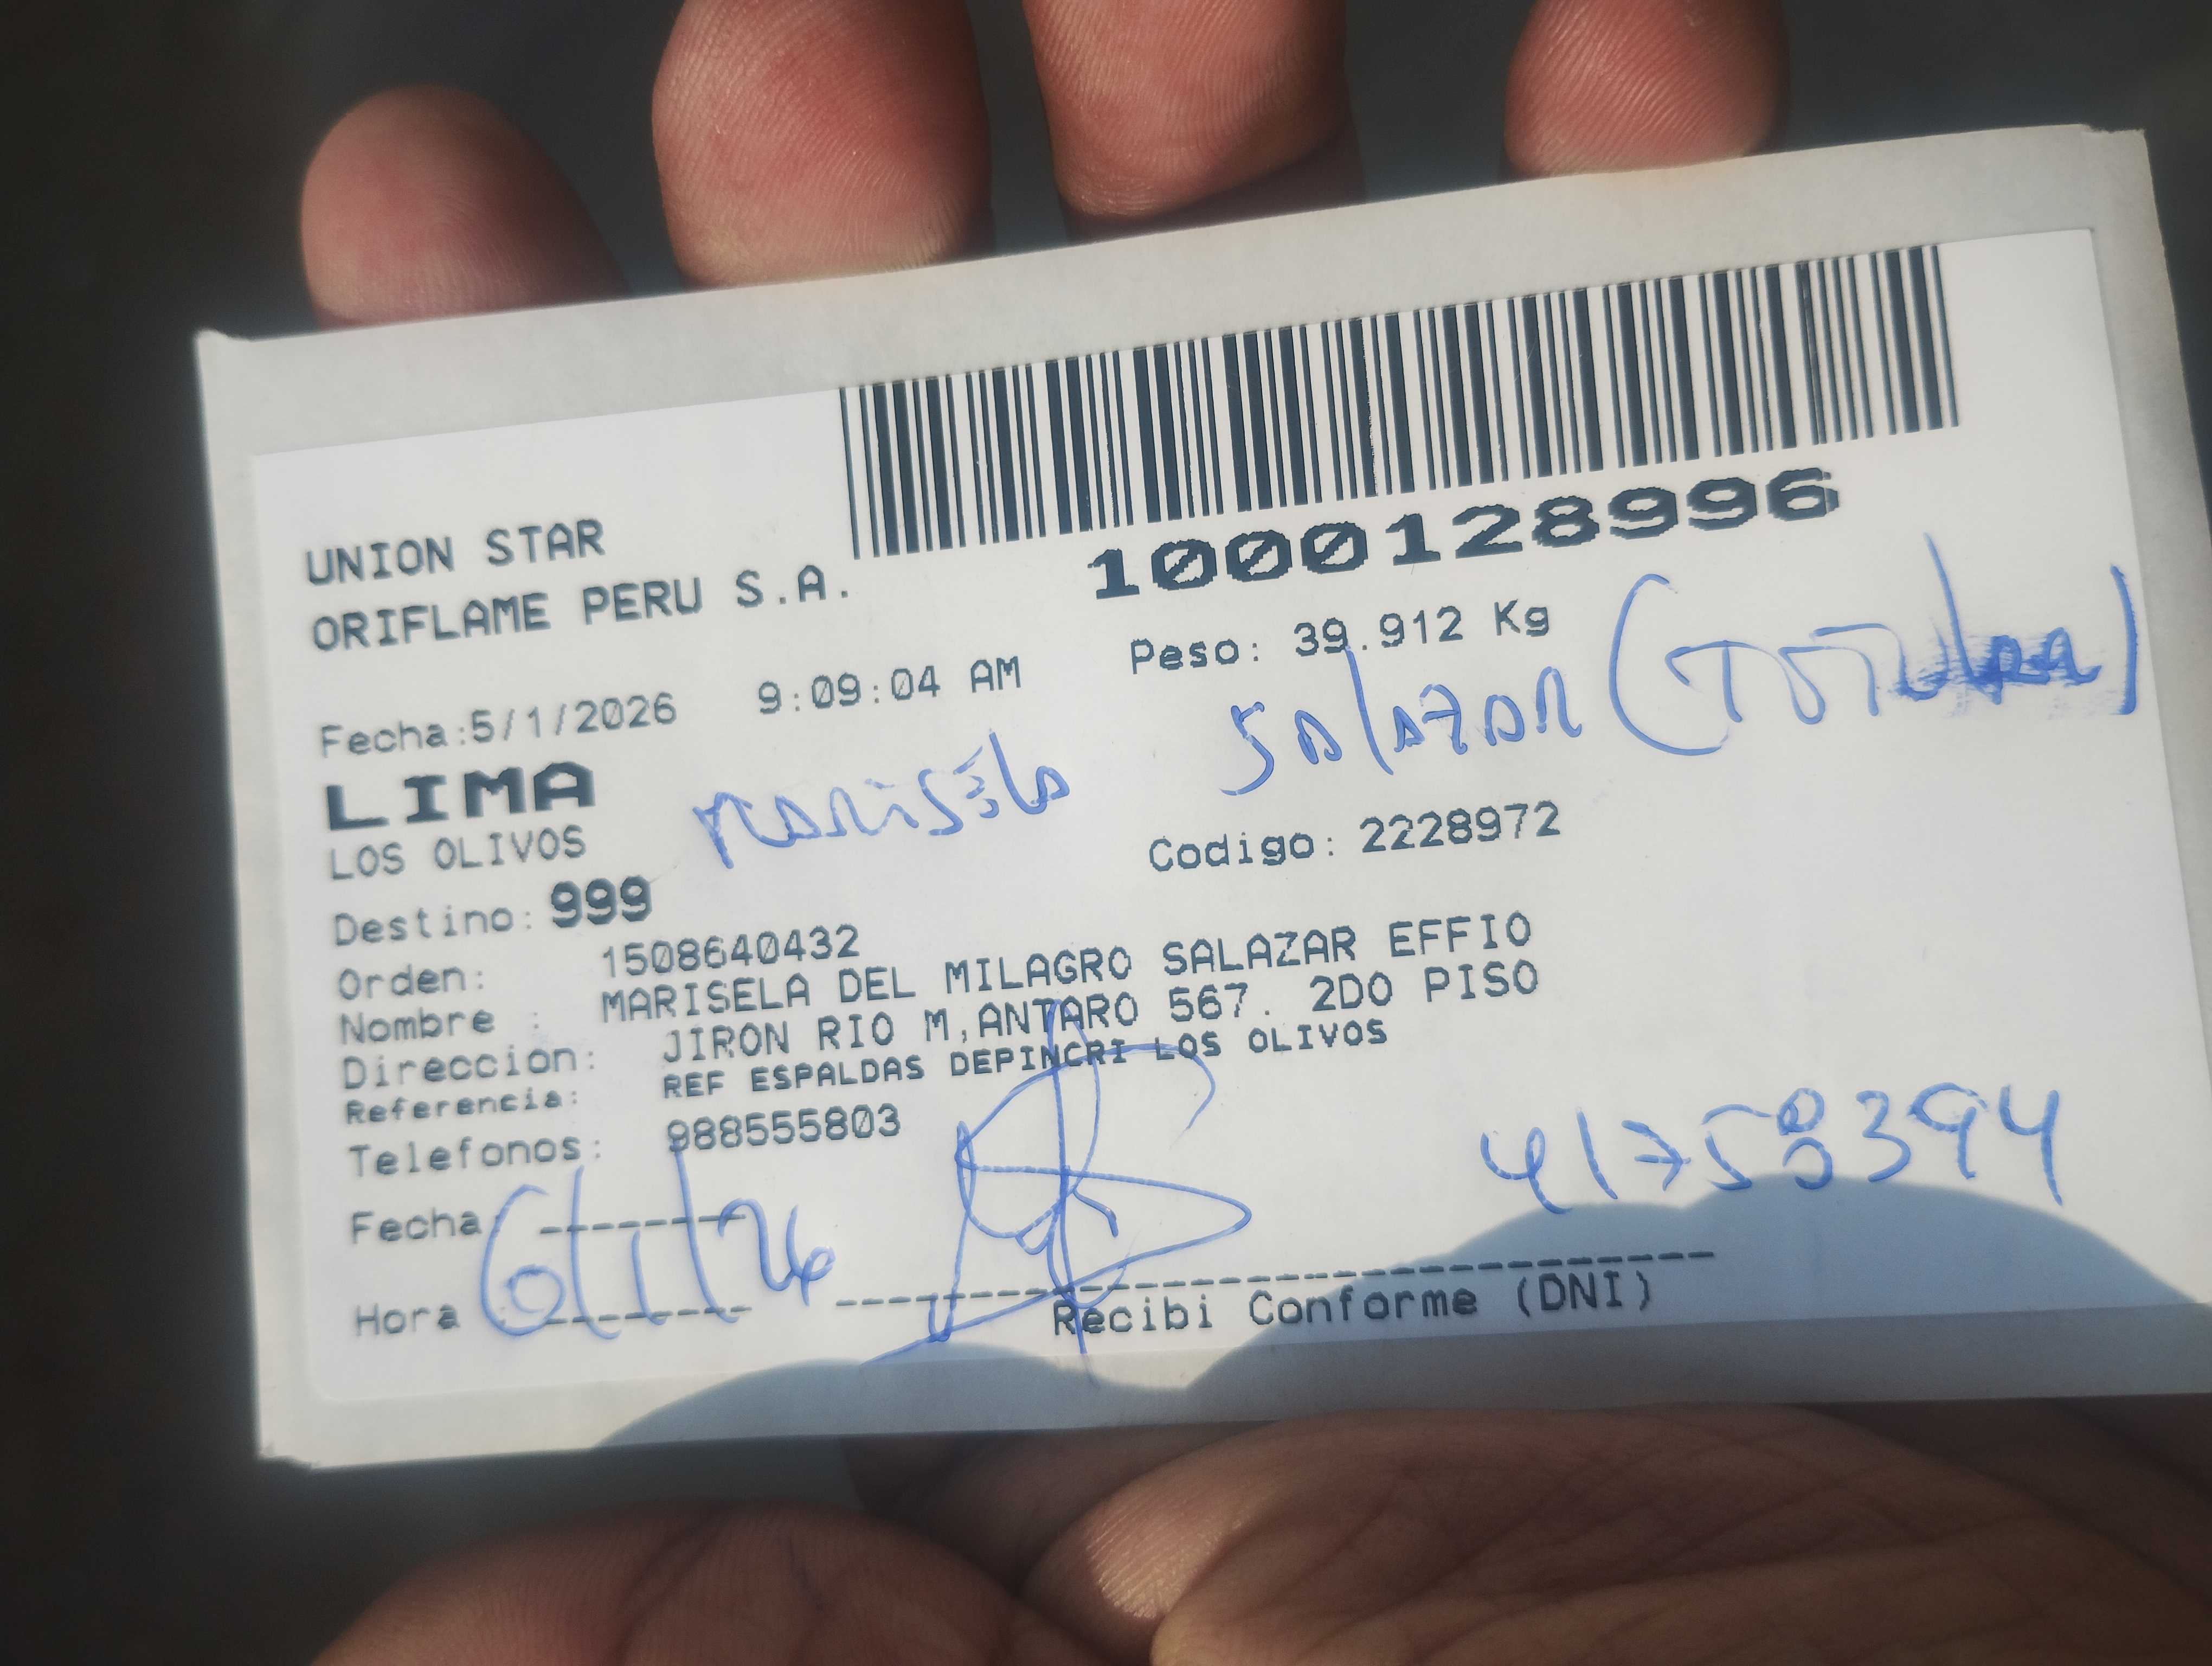 1000128996
UNION STAR
ORIFLAME PERU S.A.
Peso: 39.912 Kg
Fecha:5/1/2026 9:09:04 AM
LIMA
Marisela Salazar (Titular)
LOS OLIVOS
Codigo: 2228972
Destino: 999
Orden: 1508640432
Nombre : MARISELA DEL MILAGRO SALAZAR EFFIO
Direccion: JIRON RIO M,ANTARO 567. 2DO PISO
Referencia: REF ESPALDAS DEPINCRI LOS OLIVOS
Telefonos: 988555803
41758394
Fecha: 6/1/26
Hora :
Recibi Conforme (DNI)